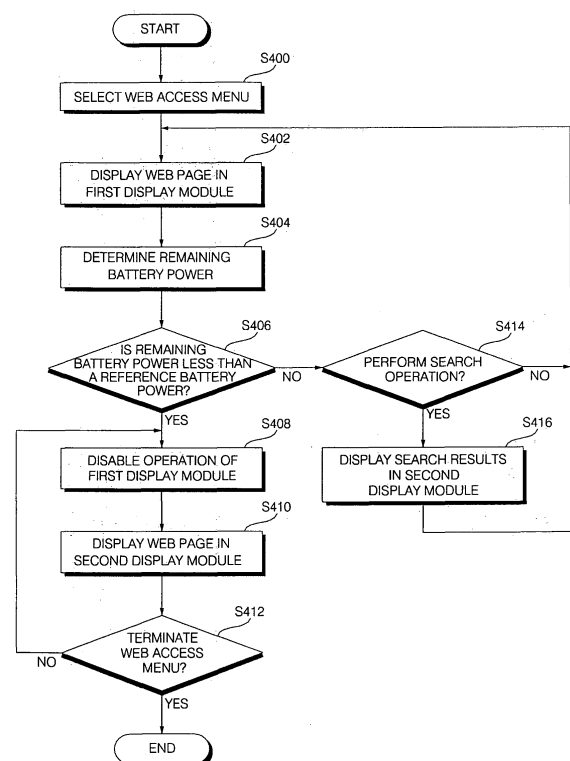 START
S400
SELECT WEB ACCESS MENU
S402
DISPLAY WEB PAGE IN
FIRST DISPLAY MODULE
S404
DETERMINE REMAINING
BATTERY POWER
S406
IS REMAINING
BATTERY POWER LESS THAN
A REFERENCE BATTERY
POWER?
NO
YES
S414
PERFORM SEARCH
OPERATION?
NO
YES
S408
DISABLE OPERATION OF
FIRST DISPLAY MODULE
S416
DISPLAY SEARCH RESULTS
IN SECOND
DISPLAY MODULE
S410
DISPLAY WEB PAGE IN
SECOND DISPLAY MODULE
S412
TERMINATE
WEB ACCESS
MENU?
NO
YES
END